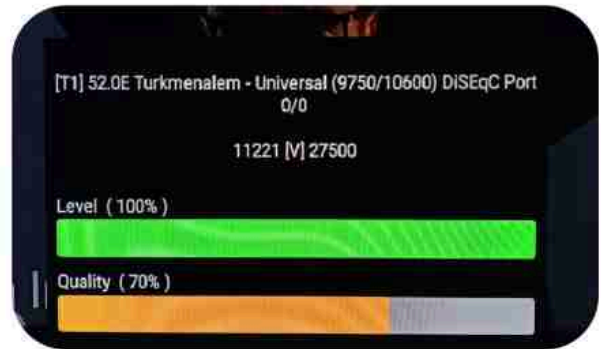 [T1] 52.0E Turkmenalem - Universal (9750/10600) DiSEqC Port
0/0
11221 [V] 27500
Level ( 100% )
Quality ( 70% )